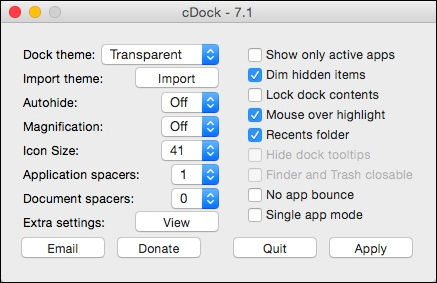 cDock - 7.1
Dock theme: Transparent
Import theme: Import
Autohide: Off
Magnification: Off
Icon Size: 41
Application spacers: 1
Document spacers: 0
Extra settings: View
Show only active apps
Dim hidden items
Lock dock contents
Mouse over highlight
Recents folder
Hide dock tooltips
Finder and Trash closable
No app bounce
Single app mode
Email Donate Quit Apply